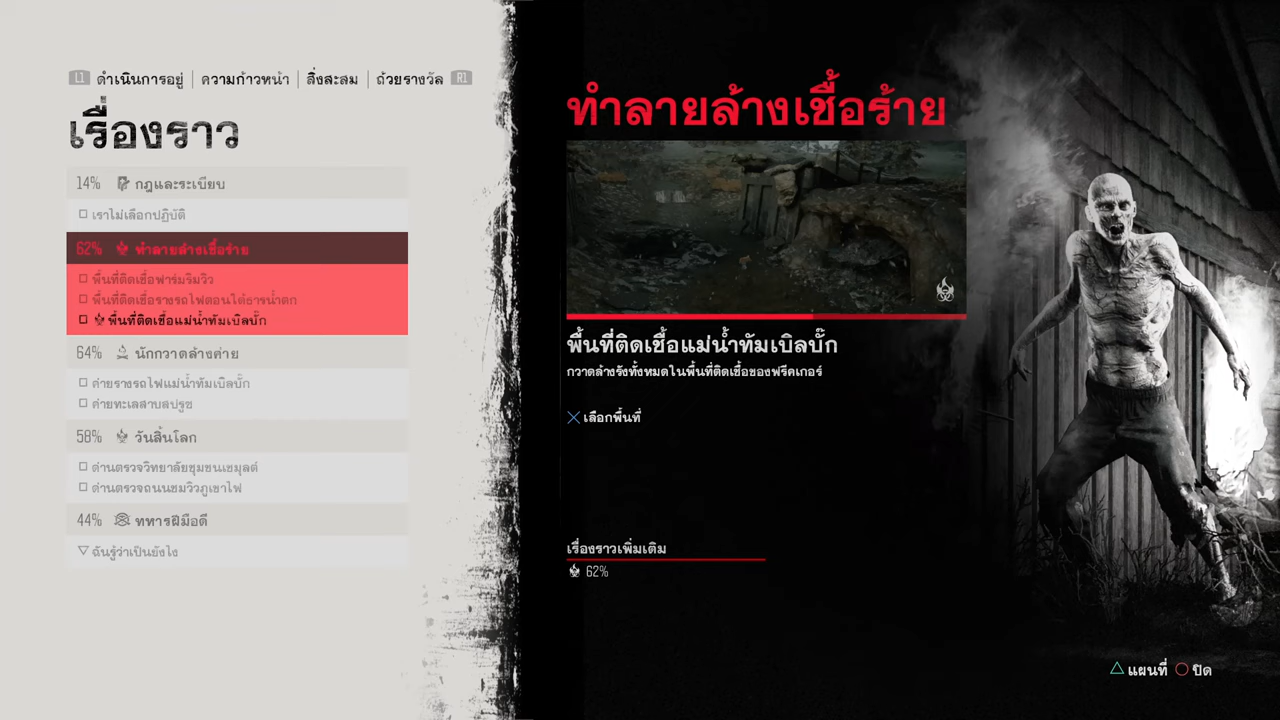 L1 ดำเนินการอยู่ | ความก้าวหน้า | สิ่งสะสม | ถ้วยรางวัล R1
เรื่องราว
14% กฎและระเบียบ
เราไม่เลือกปฏิบัติ
62% ทำลายล้างเชื้อร้าย
พื้นที่ติดเชื้อฟาร์มริมวิว
พื้นที่ติดเชื้อรางรถไฟตอนใต้ธารน้ำตก
พื้นที่ติดเชื้อแม่น้ำทัมเบิลบั๊ก
64% นักกวาดล้างค่าย
ค่ายรางรถไฟแม่น้ำทัมเบิลบั๊ก
ค่ายทะเลสาบสปรูซ
58% วันสิ้นโลก
ด่านตรวจวิทยาลัยชุมชนเชมุลต์
ด่านตรวจถนนชมวิวภูเขาไฟ
44% ทหารฝีมือดี
ฉันรู้ว่าเป็นยังไง
ทำลายล้างเชื้อร้าย
พื้นที่ติดเชื้อแม่น้ำทัมเบิลบั๊ก
กวาดล้างรังทั้งหมดในพื้นที่ติดเชื้อของฟรีคเกอร์
เลือกพื้นที่
เรื่องราวเพิ่มเติม
62%
แผนที่ ปิด